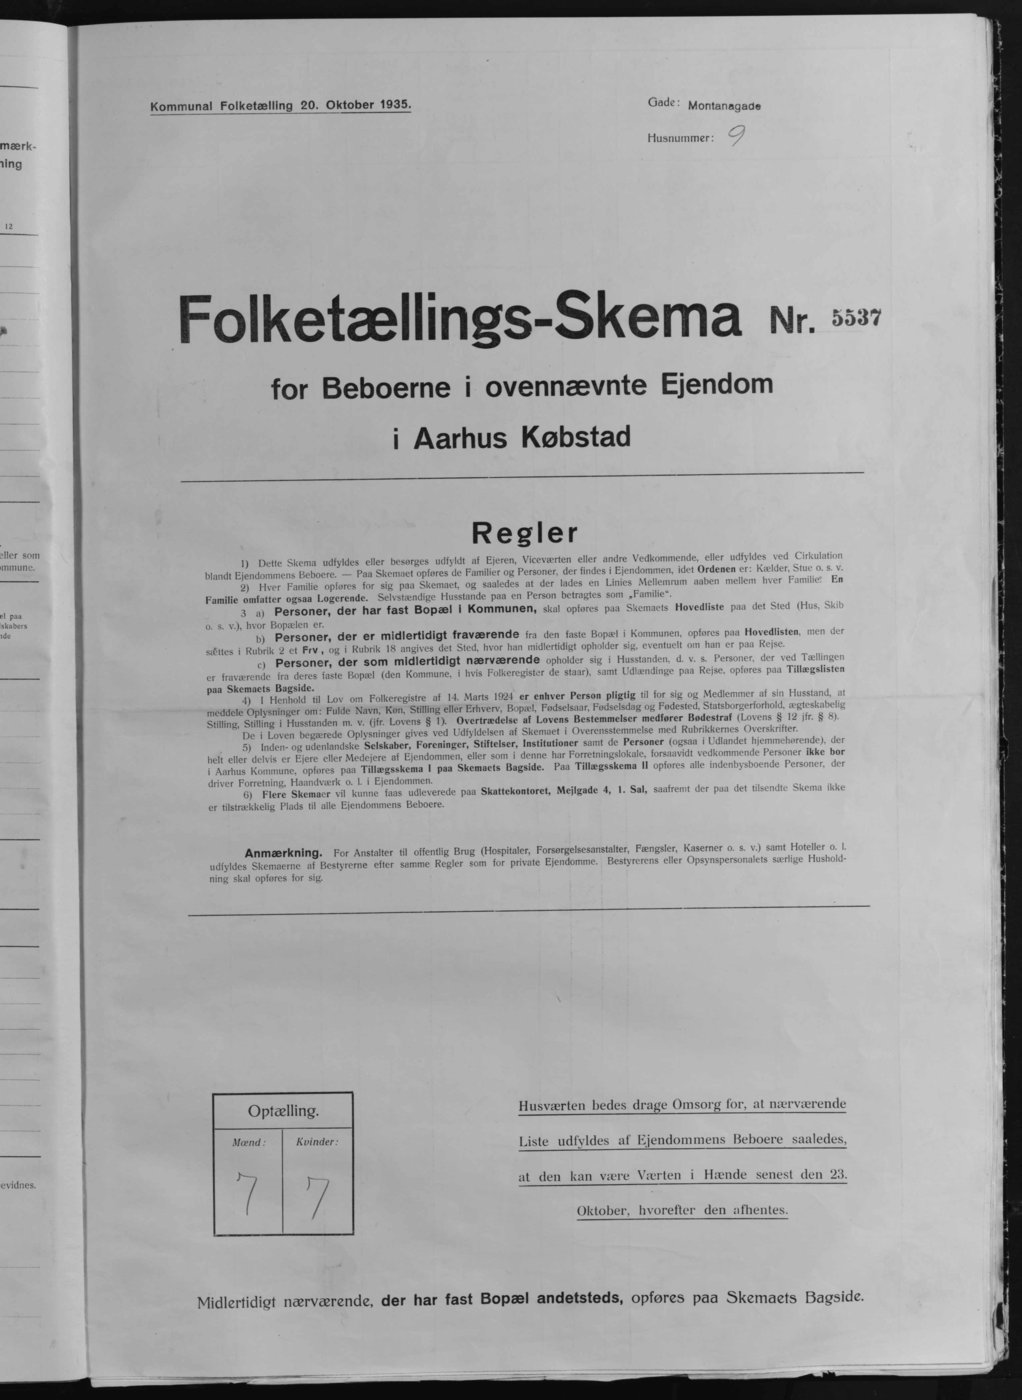 mærk-
ning
12
eller som
ommune.
el paa
lskabers
nde
evidnes.
Kommunal Folketælling 20. Oktober 1935.
Gade: Montanagade
Husnummer: 9
Folketællings-Skema Nr. 5537
for Beboerne i ovennævnte Ejendom
i Aarhus Købstad
Regler
1) Dette Skema udfyldes eller besørges udfyldt af Ejeren, Viceværten eller andre Vedkommende, eller udfyldes ved Cirkulation
blandt Ejendommens Beboere. — Paa Skemaet opføres de Familier og Personer, der findes i Ejendommen, idet Ordenen er: Kælder, Stue o. s. v.
2) Hver Familie opføres for sig paa Skemaet, og saaledes at der lades en Linies Mellemrum aaben mellem hver Familie. En
Familie omfatter ogsaa Logerende. Selvstændige Husstande paa en Person betragtes som „Familie“.
3 a) Personer, der har fast Bopæl i Kommunen, skal opføres paa Skemaets Hovedliste paa det Sted (Hus, Skib
o. s. v.), hvor Bopælen er.
b) Personer, der er midlertidigt fraværende fra den faste Bopæl i Kommunen, opføres paa Hovedlisten, men der
sættes i Rubrik 2 et Frv, og i Rubrik 18 angives det Sted, hvor han midlertidigt opholder sig, eventuelt om han er paa Rejse.
c) Personer, der som midlertidigt nærværende opholder sig i Husstanden, d. v. s. Personer, der ved Tællingen
er fraværende fra deres faste Bopæl (den Kommune, i hvis Folkeregister de staar), samt Udlændinge paa Rejse, opføres paa Tillægslisten
paa Skemaets Bagside.
4) I Henhold til Lov om Folkeregistre af 14. Marts 1924 er enhver Person pligtig til for sig og Medlemmer af sin Husstand, at
meddele Oplysninger om: Fulde Navn, Køn, Stilling eller Erhverv, Bopæl, Fødselsaar, Fødselsdag og Fødested, Statsborgerforhold, ægteskabelig
Stilling, Stilling i Husstanden m. v. (jfr. Lovens § 1). Overtrædelse af Lovens Bestemmelser medfører Bødestraf (Lovens § 12 jfr. § 8).
De i Loven begærede Oplysninger gives ved Udfyldelsen af Skemaet i Overensstemmelse med Rubrikkernes Overskrifter.
5) Inden- og udenlandske Selskaber, Foreninger, Stiftelser, Institutioner samt de Personer (ogsaa i Udlandet hjemmehørende), der
helt eller delvis er Ejere eller Medejere af Ejendommen, eller som i denne har Forretningslokale, forsaavidt vedkommende Personer ikke bor
i Aarhus Kommune, opføres paa Tillægsskema I paa Skemaets Bagside. Paa Tillægsskema II opføres alle indenbysboende Personer, der
driver Forretning, Haandværk o. l. i Ejendommen.
6) Flere Skemaer vil kunne faas udleverede paa Skattekontoret, Mejlgade 4, 1. Sal, saafremt der paa det tilsendte Skema ikke
er tilstrækkelig Plads til alle Ejendommens Beboere.
Anmærkning. For Anstalter til offentlig Brug (Hospitaler, Forsørgelsesanstalter, Fængsler, Kaserner o. s. v.) samt Hoteller o. l.
udfyldes Skemaerne af Bestyrerne efter samme Regler som for private Ejendomme. Bestyrerens eller Opsynspersonalets særlige Hushold-
ning skal opføres for sig.
Optælling.
Mænd: Kvinder:
7 7
Husværten bedes drage Omsorg for, at nærværende
Liste udfyldes af Ejendommens Beboere saaledes,
at den kan være Værten i Hænde senest den 23.
Oktober, hvorefter den afhentes.
Midlertidigt nærværende, der har fast Bopæl andetsteds, opføres paa Skemaets Bagside.